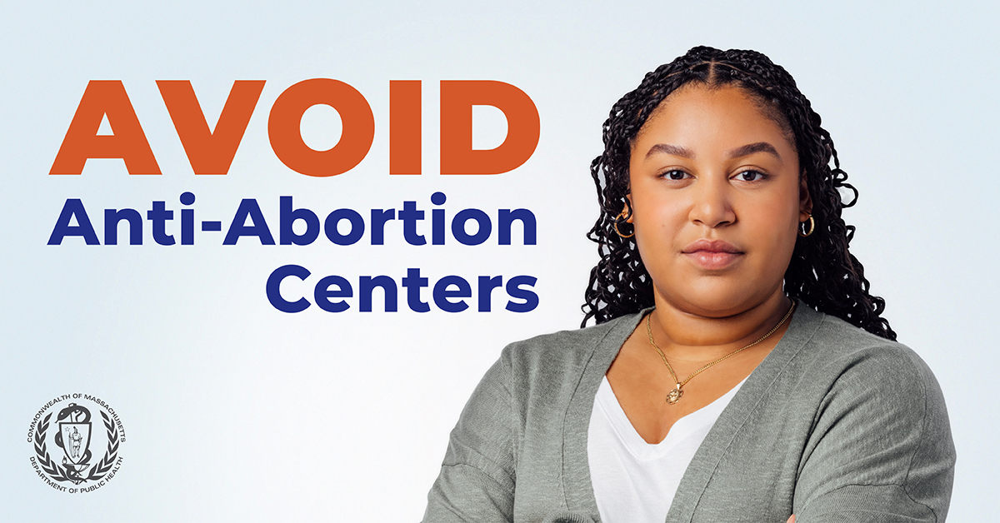 AVOID
Anti-Abortion
Centers
COMMONWEALTH OF MASSACHUSETTS
DEPARTMENT OF PUBLIC HEALTH